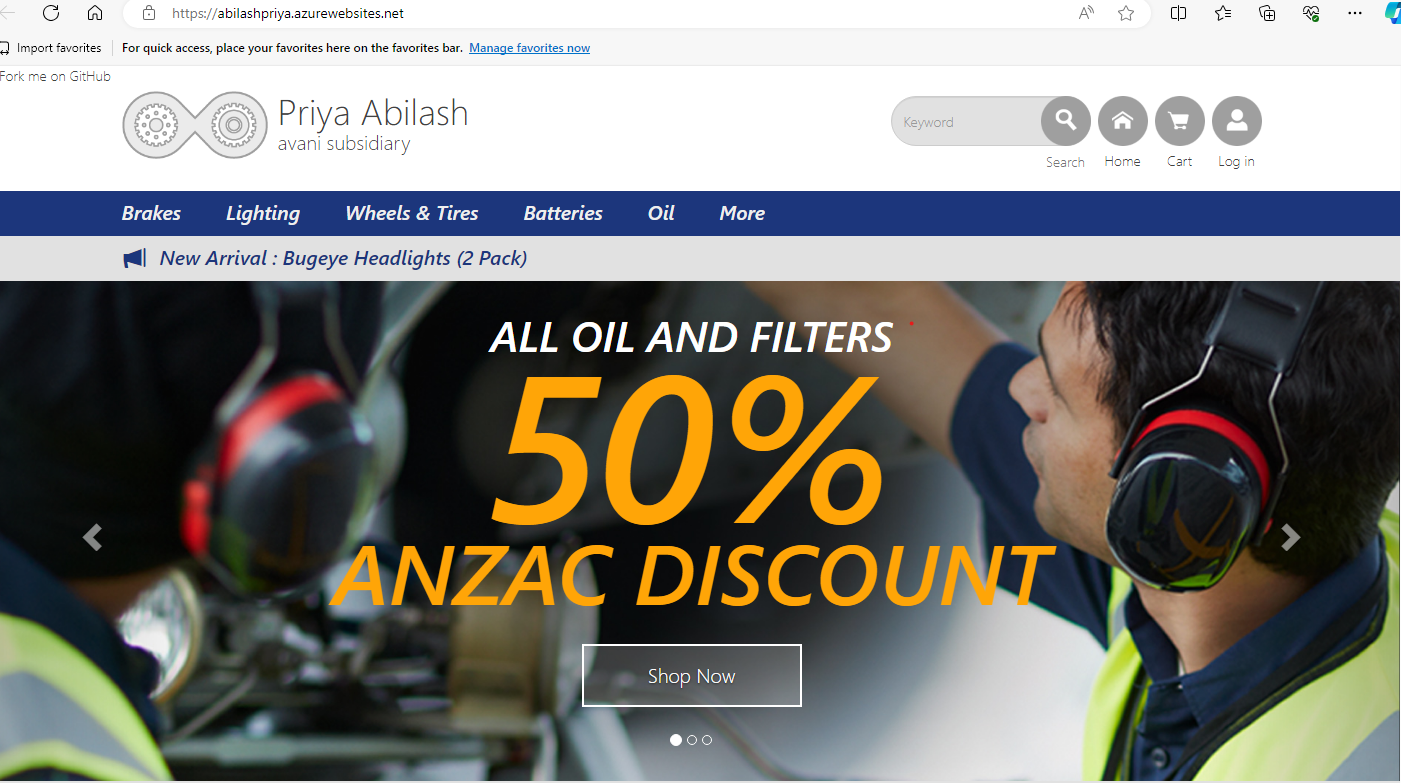 https://abilashpriya.azurewebsites.net
Import favorites For quick access, place your favorites here on the favorites bar. Manage favorites now
Fork me on GitHub
Priya Abilash
avani subsidiary
Keyword
Search Home Cart Log in
Brakes Lighting Wheels & Tires Batteries Oil More
New Arrival : Bugeye Headlights (2 Pack)
ALL OIL AND FILTERS
50%
ANZAC DISCOUNT
Shop Now